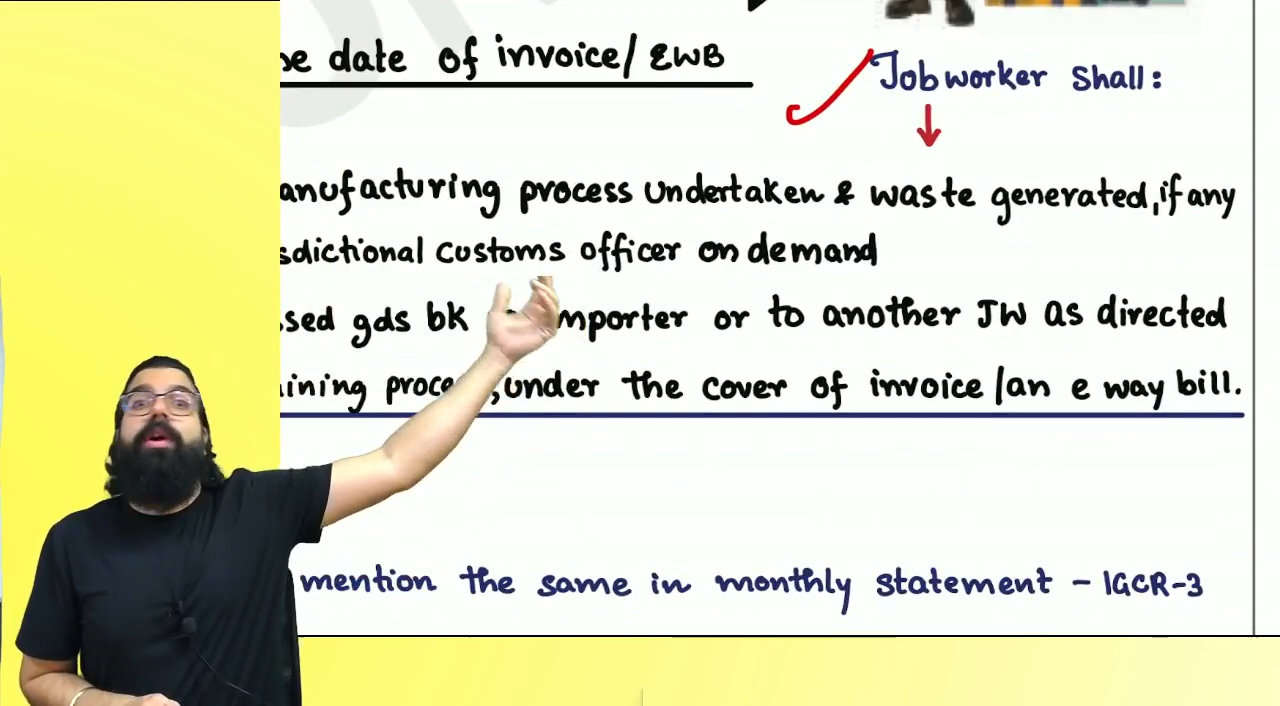 se date of invoice/ EWB
Jobworker Shall:
anufacturing process undertaken & waste generated, if any
sdictional customs officer on demand
ssed gds bk mporter or to another JW as directed
ining proce ,under the cover of invoice /an e way bill.
mention the same in monthly statement - IGCR-3